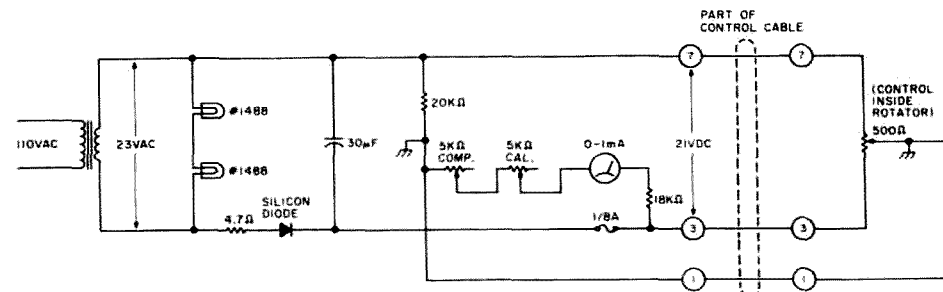 PART OF
CONTROL CABLE
7
7
(CONTROL
INSIDE
ROTATOR)
500Ω
#1488
20KΩ
110VAC
23VAC
30µF
5KΩ
COMP.
5KΩ
CAL.
0-1mA
21VDC
#1488
SILICON
DIODE
4.7Ω
18KΩ
1/8A
3
3
1
1